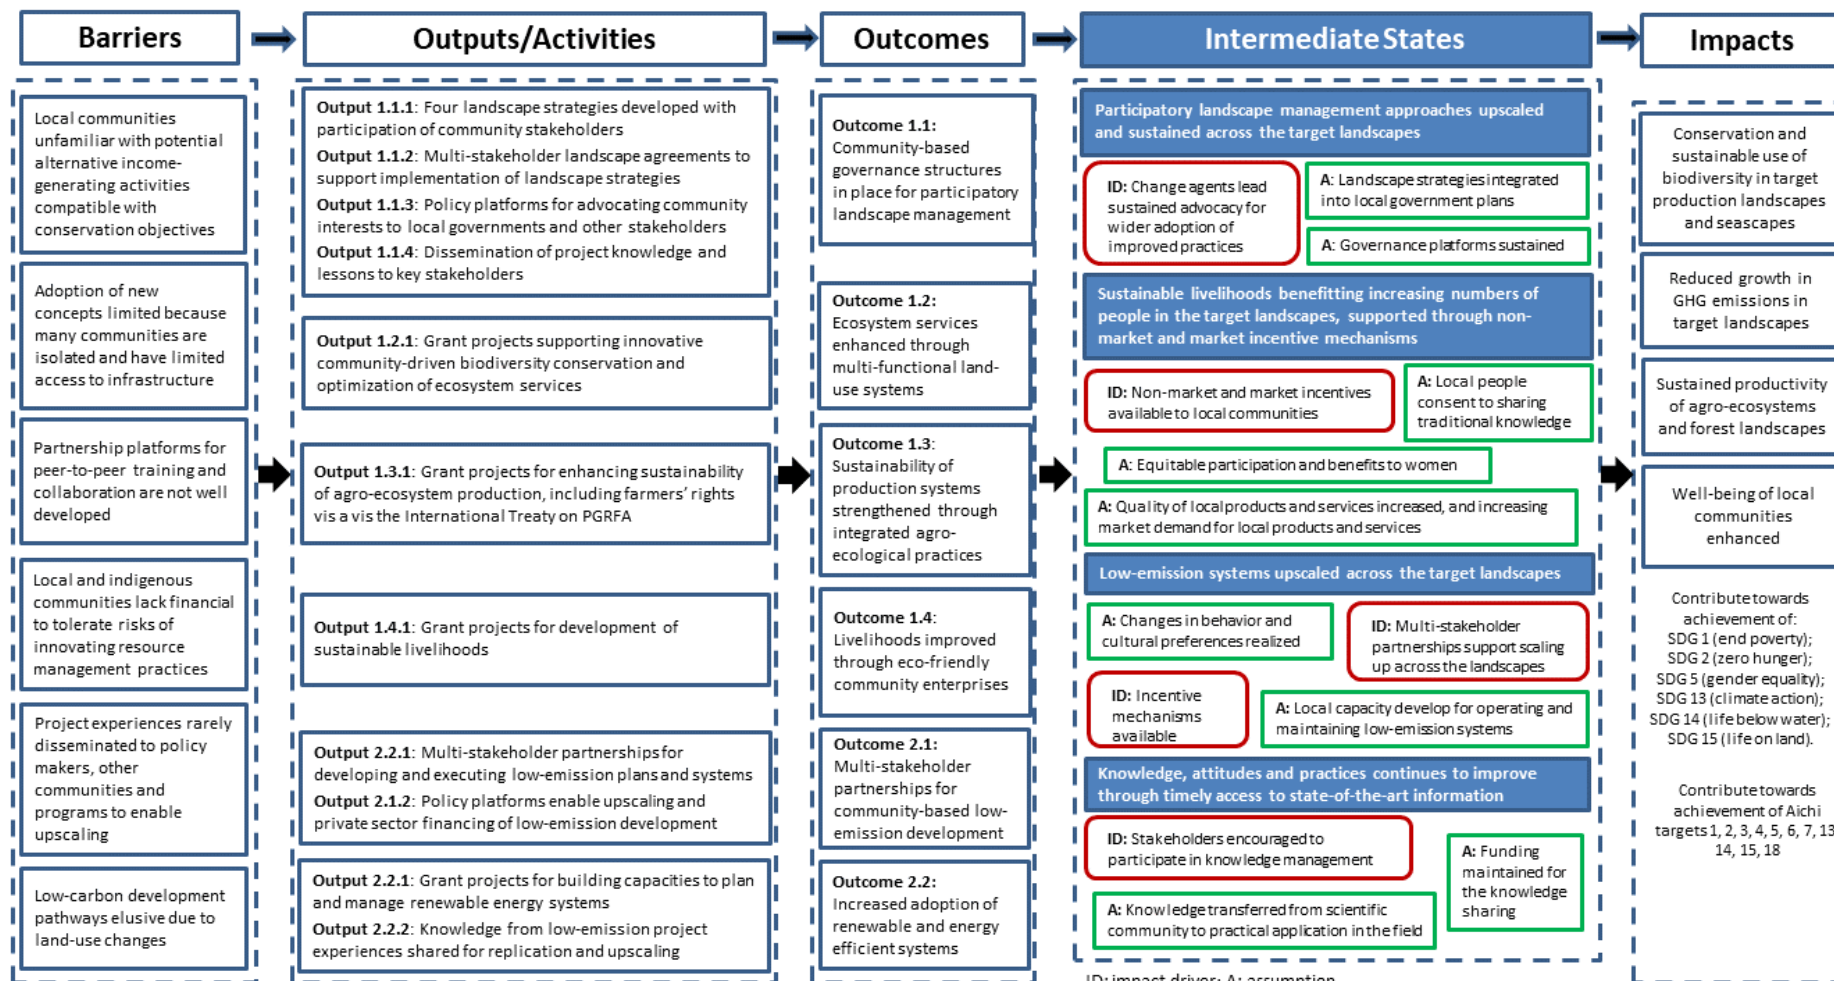 Barriers
Outputs/Activities
Outcomes
Intermediate States
Impacts
Local communities
unfamiliar with potential
alternative income-
generating activities
compatible with
conservation objectives
Adoption of new
concepts limited because
many communities are
isolated and have limited
access to infrastructure
Partnership platforms for
peer-to-peer training and
collaboration are not well
developed
Local and indigenous
communities lack financial
to tolerate risks of
innovating resource
management practices
Project experiences rarely
disseminated to policy
makers, other
communities and
programs to enable
upscaling
Low-carbon development
pathways elusive due to
land-use changes
Output 1.1.1: Four landscape strategies developed with
participation of community stakeholders
Output 1.1.2: Multi-stakeholder landscape agreements to
support implementation of landscape strategies
Output 1.1.3: Policy platforms for advocating community
interests to local governments and other stakeholders
Output 1.1.4: Dissemination of project knowledge and
lessons to key stakeholders
Output 1.2.1: Grant projects supporting innovative
community-driven biodiversity conservation and
optimization of ecosystem services
Output 1.3.1: Grant projects for enhancing sustainability
of agro-ecosystem production, including farmers' rights
vis a vis the International Treaty on PGRFA
Output 1.4.1: Grant projects for development of
sustainable livelihoods
Output 2.2.1: Multi-stakeholder partnerships for
developing and executing low-emission plans and systems
Output 2.1.2: Policy platforms enable upscaling and
private sector financing of low-emission development
Output 2.2.1: Grant projects for building capacities to plan
and manage renewable energy systems
Output 2.2.2: Knowledge from low-emission project
experiences shared for replication and upscaling
Outcome 1.1:
Community-based
governance structures
in place for participatory
landscape management
Outcome 1.2:
Ecosystem services
enhanced through
multi-functional land-
use systems
Outcome 1.3:
Sustainability of
production systems
strengthened through
integrated agro-
ecological practices
Outcome 1.4:
Livelihoods improved
through eco-friendly
community enterprises
Outcome 2.1:
Multi-stakeholder
partnerships for
community-based low-
emission development
Outcome 2.2:
Increased adoption of
renewable and energy
efficient systems
Participatory landscape management approaches upscaled
and sustained across the target landscapes
ID: Change agents lead
sustained advocacy for
wider adoption of
improved practices
A: Landscape strategies integrated
into local government plans
A: Governance platforms sustained
Sustainable livelihoods benefitting increasing numbers of
people in the target landscapes, supported through non-
market and market incentive mechanisms
ID: Non-market and market incentives
available to local communities
A: Local people
consent to sharing
traditional knowledge
A: Equitable participation and benefits to women
A: Quality of local products and services increased, and increasing
market demand for local products and services
Low-emission systems upscaled across the target landscapes
A: Changes in behavior and
cultural preferences realized
ID: Multi-stakeholder
partnerships support scaling
up across the landscapes
ID: Incentive
mechanisms
available
A: Local capacity develop for operating and
maintaining low-emission systems
Knowledge, attitudes and practices continues to improve
through timely access to state-of-the-art information
ID: Stakeholders encouraged to
participate in knowledge management
A: Funding
maintained for
the knowledge
sharing
A: Knowledge transferred from scientific
community to practical application in the field
ID: impact driver; A: assumption
Conservation and
sustainable use of
biodiversity in target
production landscapes
and seascapes
Reduced growth in
GHG emissions in
target landscapes
Sustained productivity
of agro-ecosystems
and forest landscapes
Well-being of local
communities
enhanced
Contribute towards
achievement of:
SDG 1 (end poverty);
SDG 2 (zero hunger);
SDG 5 (gender equality);
SDG 13 (climate action);
SDG 14 (life below water);
SDG 15 (life on land).
Contribute towards
achievement of Aichi
targets 1, 2, 3, 4, 5, 6, 7, 13
14, 15, 18